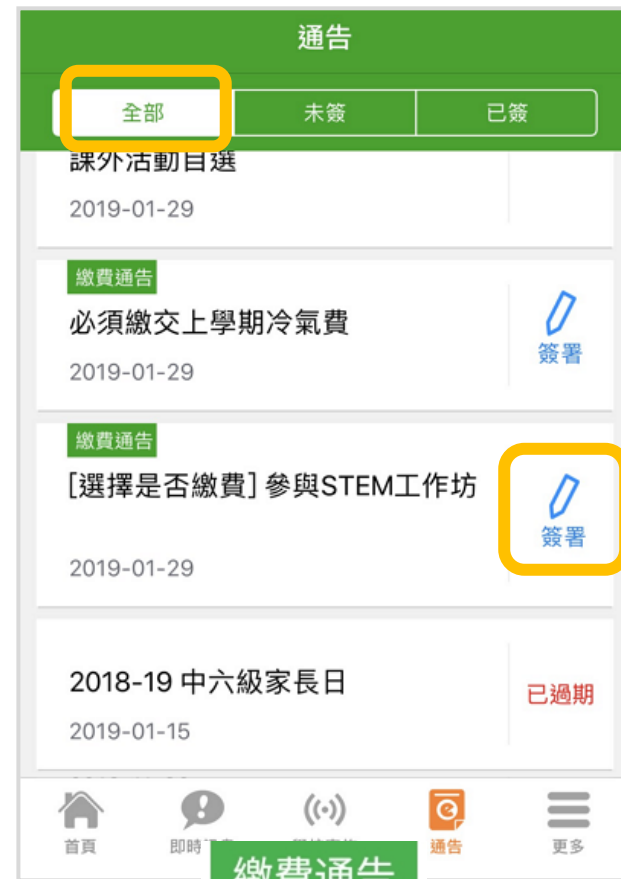 通告
全部 未簽 已簽
課外活動自選
2019-01-29
繳費通告
必須繳交上學期冷氣費
簽署
2019-01-29
繳費通告
[選擇是否繳費] 參與STEM工作坊
簽署
2019-01-29
2018-19 中六級家長日
已過期
2019-01-15
首頁 即時 通告 更多
繳費通告